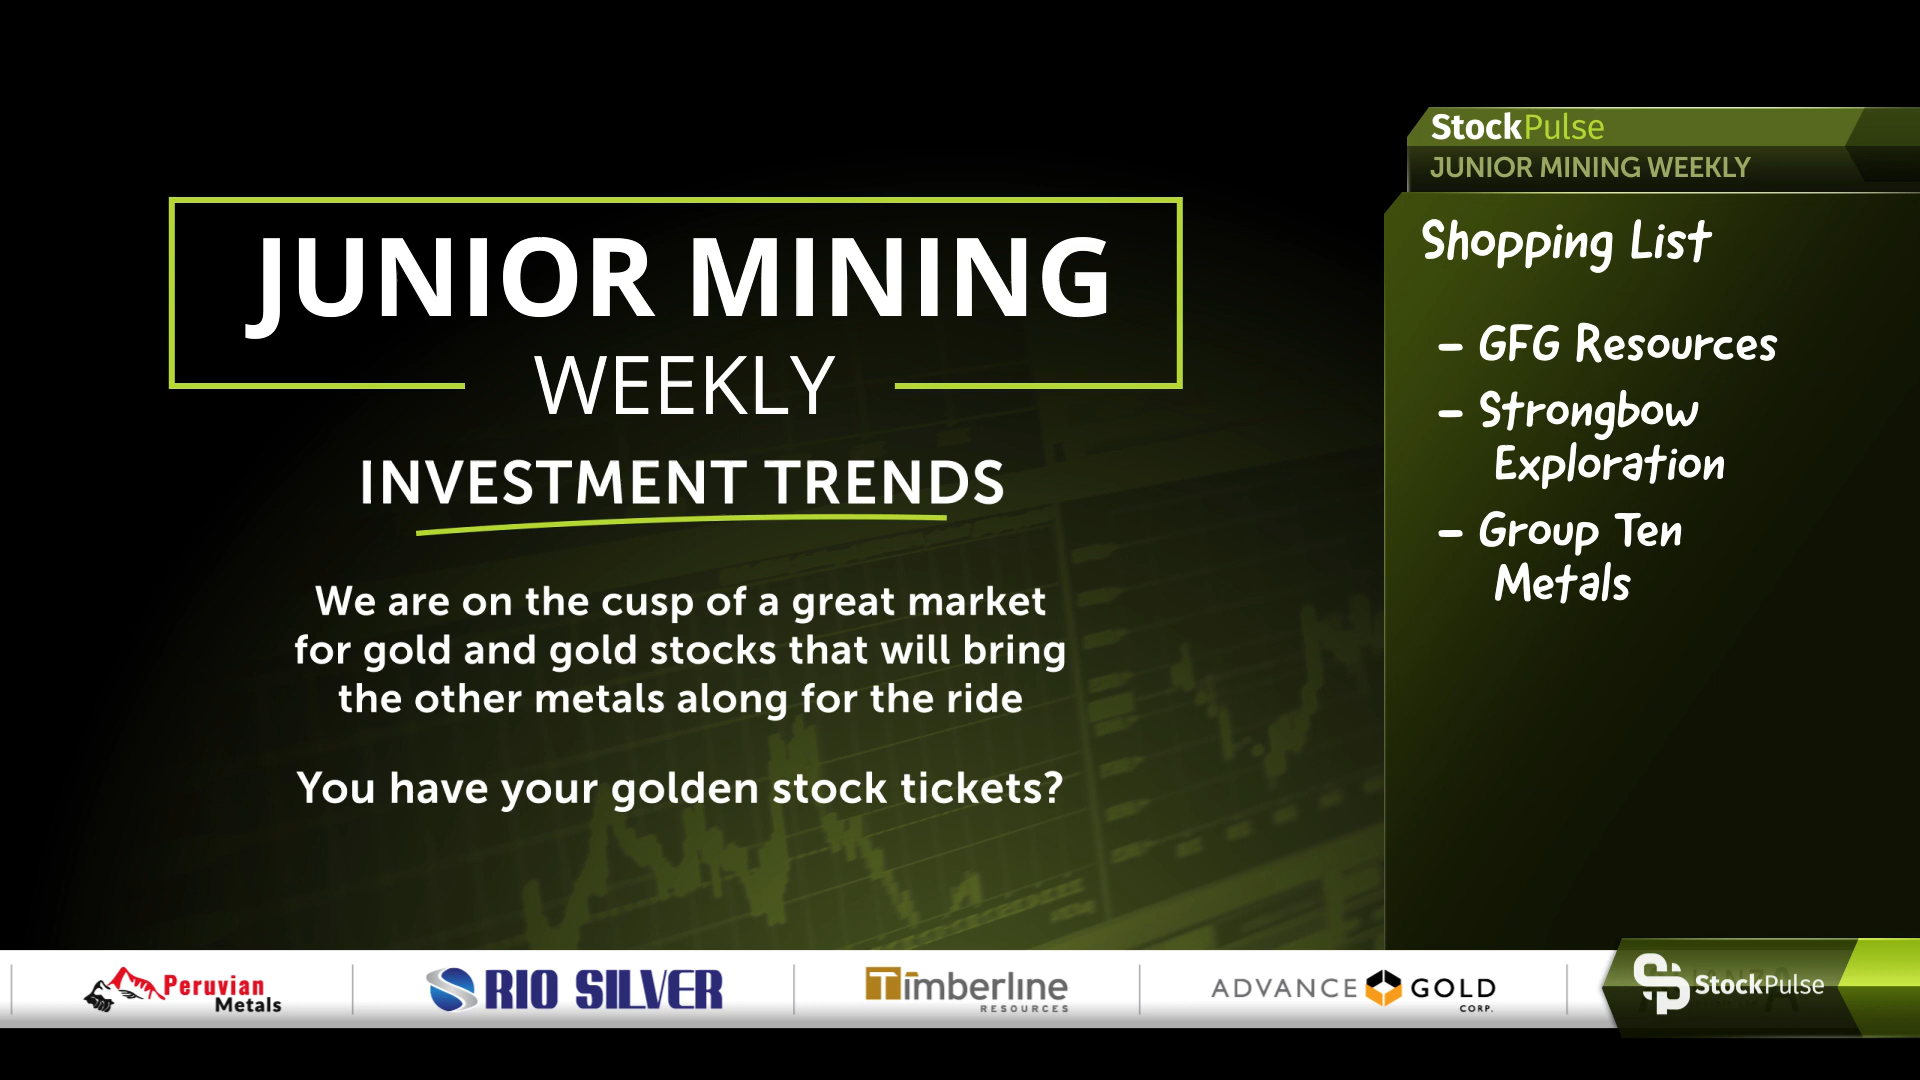 StockPulse
JUNIOR MINING WEEKLY
JUNIOR MINING
WEEKLY
INVESTMENT TRENDS
We are on the cusp of a great market
for gold and gold stocks that will bring
the other metals along for the ride
You have your golden stock tickets?
Shopping List
- GFG Resources
- Strongbow
Exploration
- Group Ten
Metals
Peruvian
Metals
RIO SILVER
Timberline
RESOURCES
ADVANCE GOLD
CORP.
StockPulse